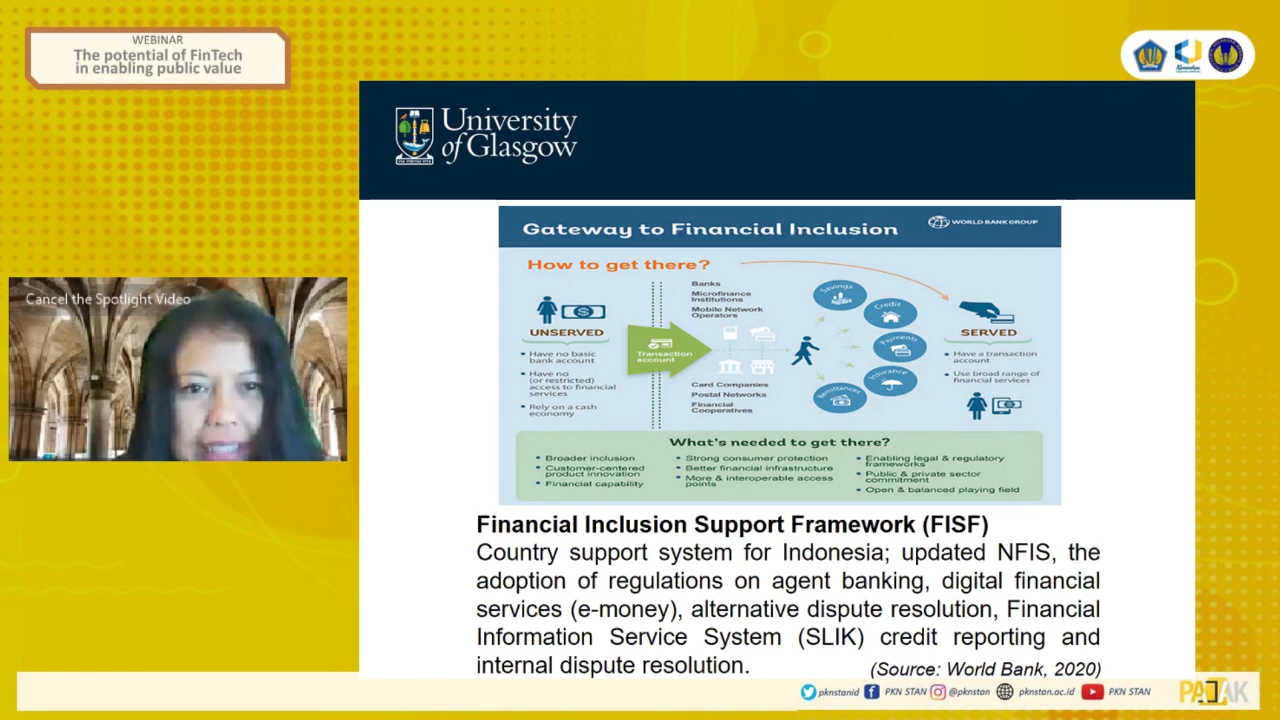 WEBINAR
The potential of FinTech
in enabling public value
University
of Glasgow
Cancel the Spotlight Video
Gateway to Financial Inclusion
WORLD BANK GROUP
How to get there?
UNSERVED
• Have no basic
bank account
• Have no
(or restricted)
access to financial
services
• Rely on a cash
economy
Transaction
account
Banks
Microfinance
Institutions
Mobile Network
Operators
Card Companies
Postal Networks
Financial
Cooperatives
Savings
Credit
Payments
Insurance
Remittances
SERVED
• Have a transaction
account
• Use broad range of
financial services
What's needed to get there?
• Broader inclusion
• Customer-centered
product innovation
• Financial capability
• Strong consumer protection
• Better financial infrastructure
• More & interoperable access
points
• Enabling legal & regulatory
frameworks
• Public & private sector
commitment
• Open & balanced playing field
Financial Inclusion Support Framework (FISF)
Country support system for Indonesia; updated NFIS, the
adoption of regulations on agent banking, digital financial
services (e-money), alternative dispute resolution, Financial
Information Service System (SLIK) credit reporting and
internal dispute resolution.
(Source: World Bank, 2020)
pknstanid PKN STAN @pknstan pknstan.ac.id PKN STAN